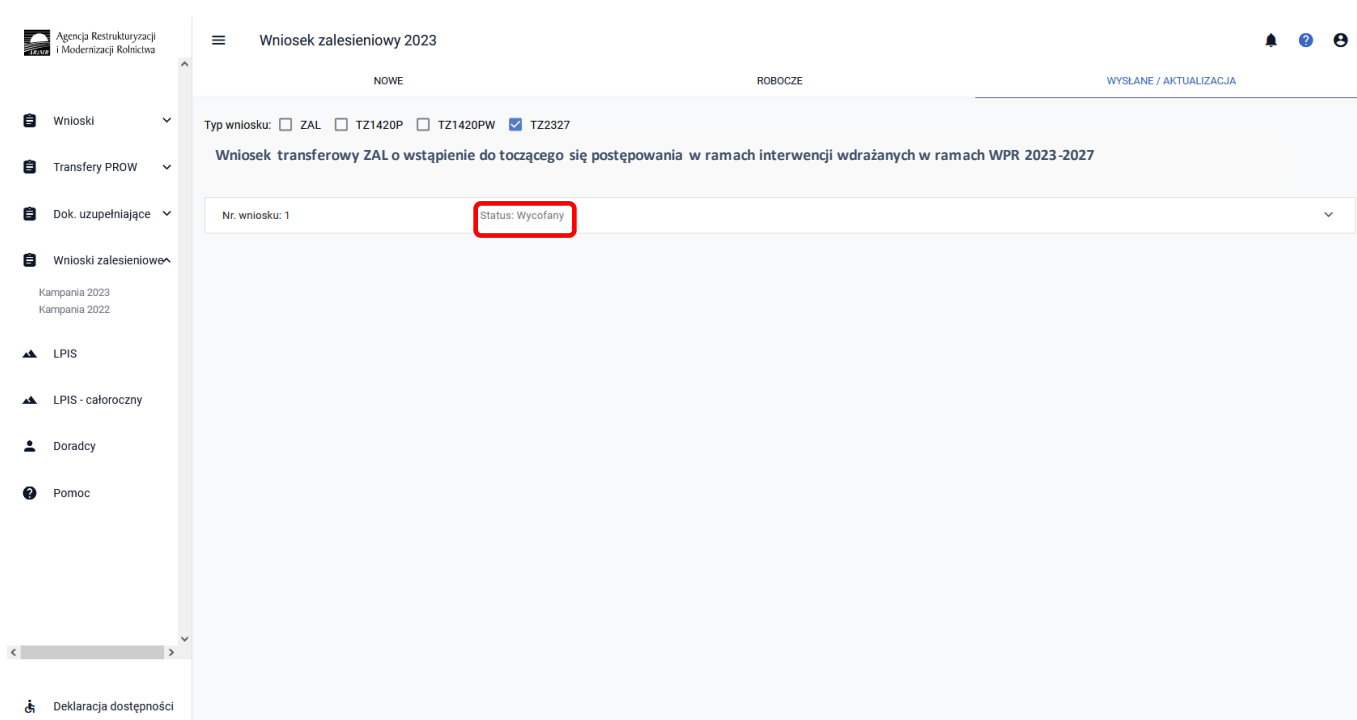 Agencja Restrukturyzacji
i Modernizacji Rolnictwa
ARiMR
Wniosek zalesieniowy 2023
NOWE
ROBOCZE
WYSŁANE / AKTUALIZACJA
Wnioski
Typ wniosku: ZAL TZ1420P TZ1420PW TZ2327
Wniosek transferowy ZAL o wstąpienie do toczącego się postępowania w ramach interwencji wdrażanych w ramach WPR 2023-2027
Transfery PROW
Dok. uzupełniające
Nr. wniosku: 1
Status: Wycofany
Wnioski zalesieniowe
Kampania 2023
Kampania 2022
LPIS
LPIS - całoroczny
Doradcy
Pomoc
Deklaracja dostępności